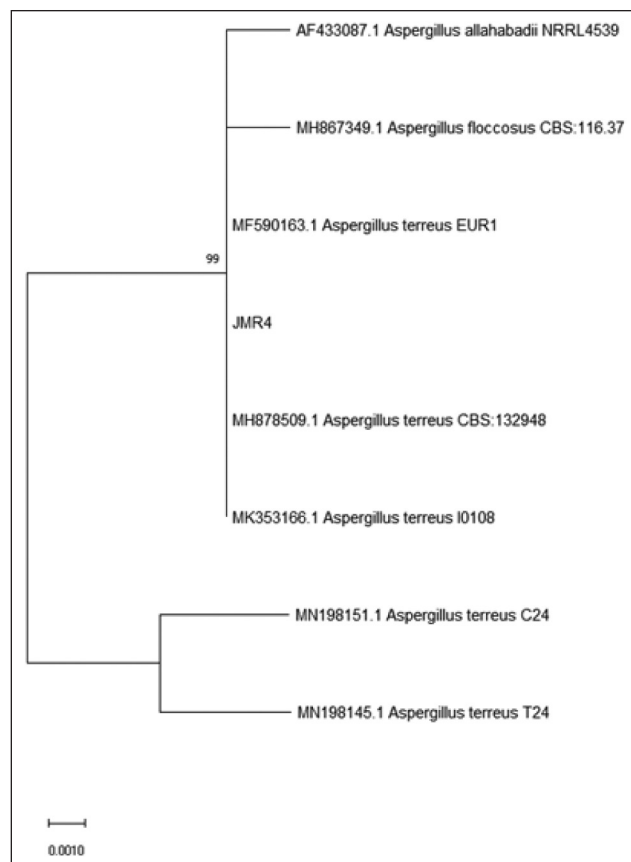 AF433087.1 Aspergillus allahabadii NRRL4539
MH867349.1 Aspergillus floccosus CBS:116.37
MF590163.1 Aspergillus terreus EUR1
99
JMR4
MH878509.1 Aspergillus terreus CBS:132948
MK353166.1 Aspergillus terreus I0108
MN198151.1 Aspergillus terreus C24
MN198145.1 Aspergillus terreus T24
0.0010